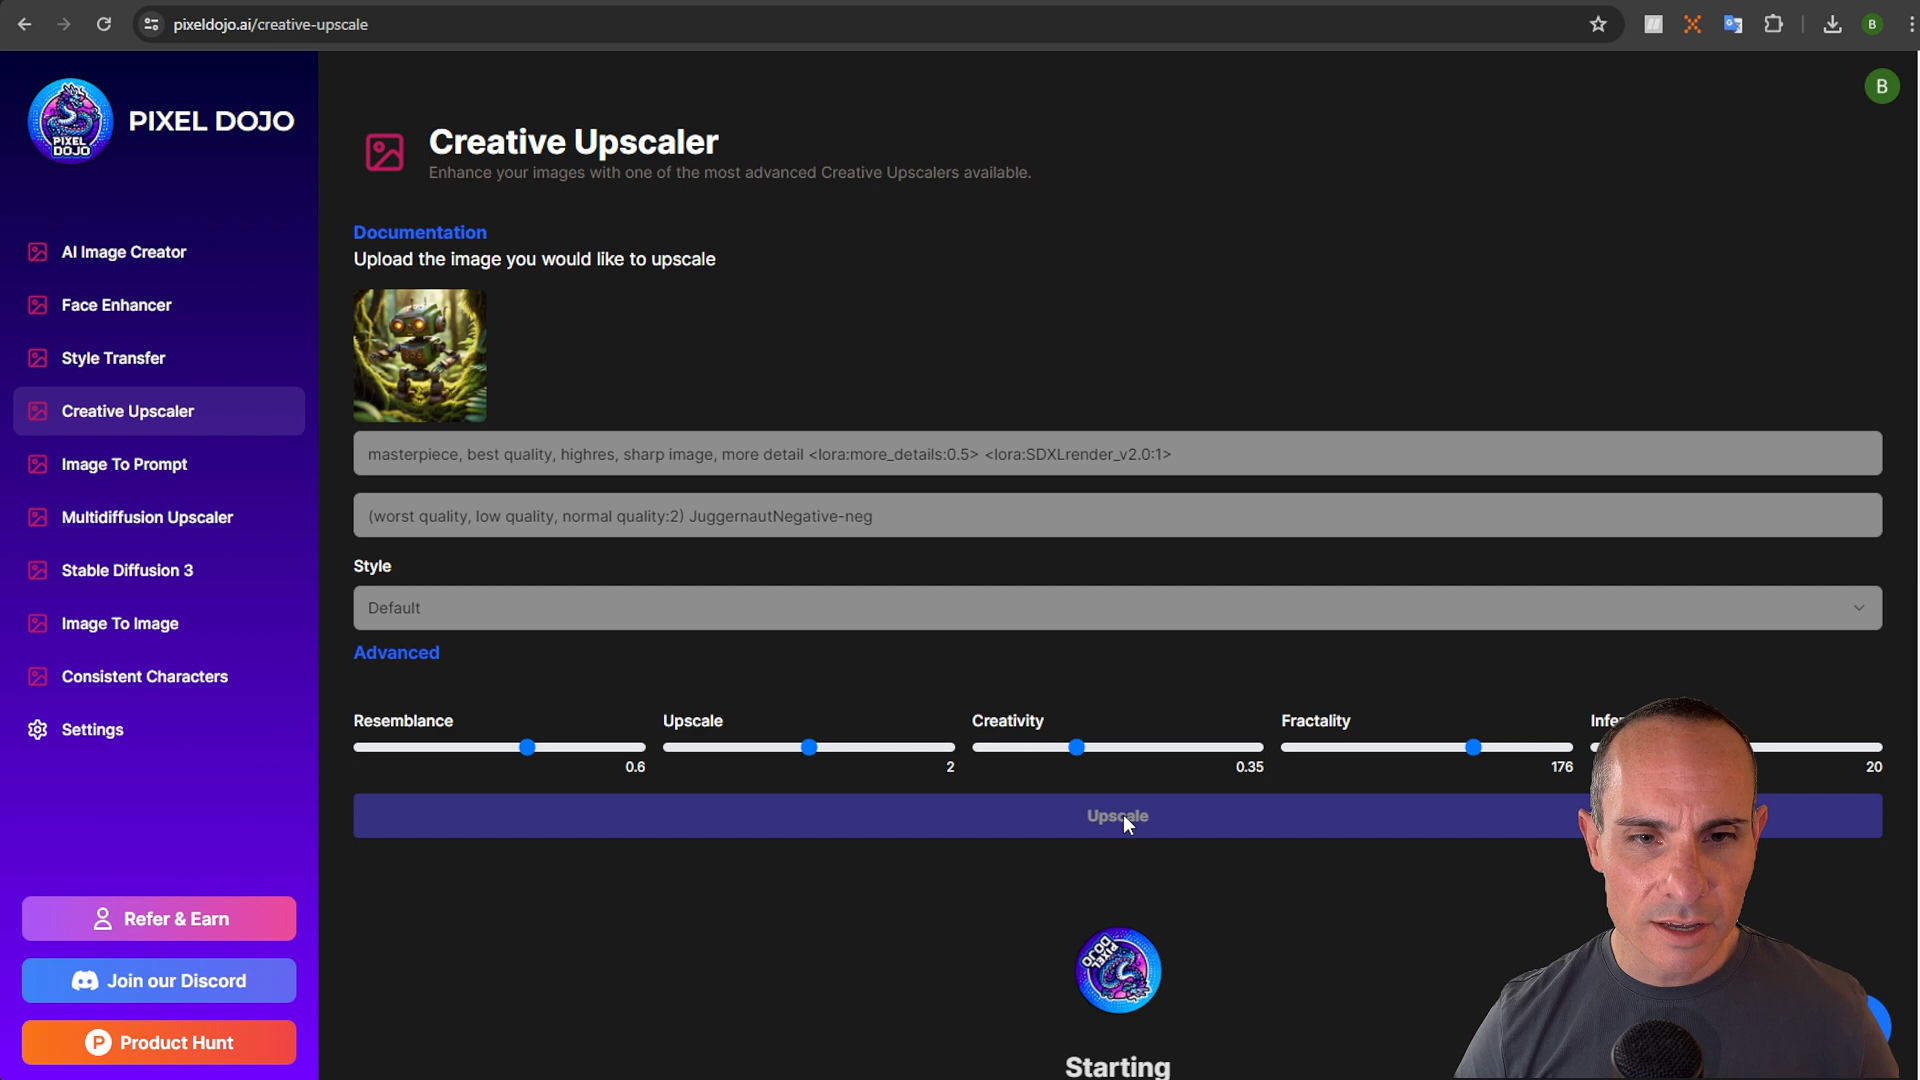 pixeldojo.ai/creative-upscale
B
PIXEL DOJO
PIXEL
DOJO
B
Creative Upscaler
Enhance your images with one of the most advanced Creative Upscalers available.
AI Image Creator
Face Enhancer
Style Transfer
Creative Upscaler
Image To Prompt
Multidiffusion Upscaler
Stable Diffusion 3
Image To Image
Consistent Characters
Settings
Refer & Earn
Join our Discord
P Product Hunt
Documentation
Upload the image you would like to upscale
masterpiece, best quality, highres, sharp image, more detail <lora:more_details:0.5> <lora:SDXLrender_v2.0:1>
(worst quality, low quality, normal quality:2) JuggernautNegative-neg
Style
Default
Advanced
Resemblance
0.6
Upscale
2
Creativity
0.35
Fractality
176
Infe
20
Upscale
PIXEL
DOJO
Starting